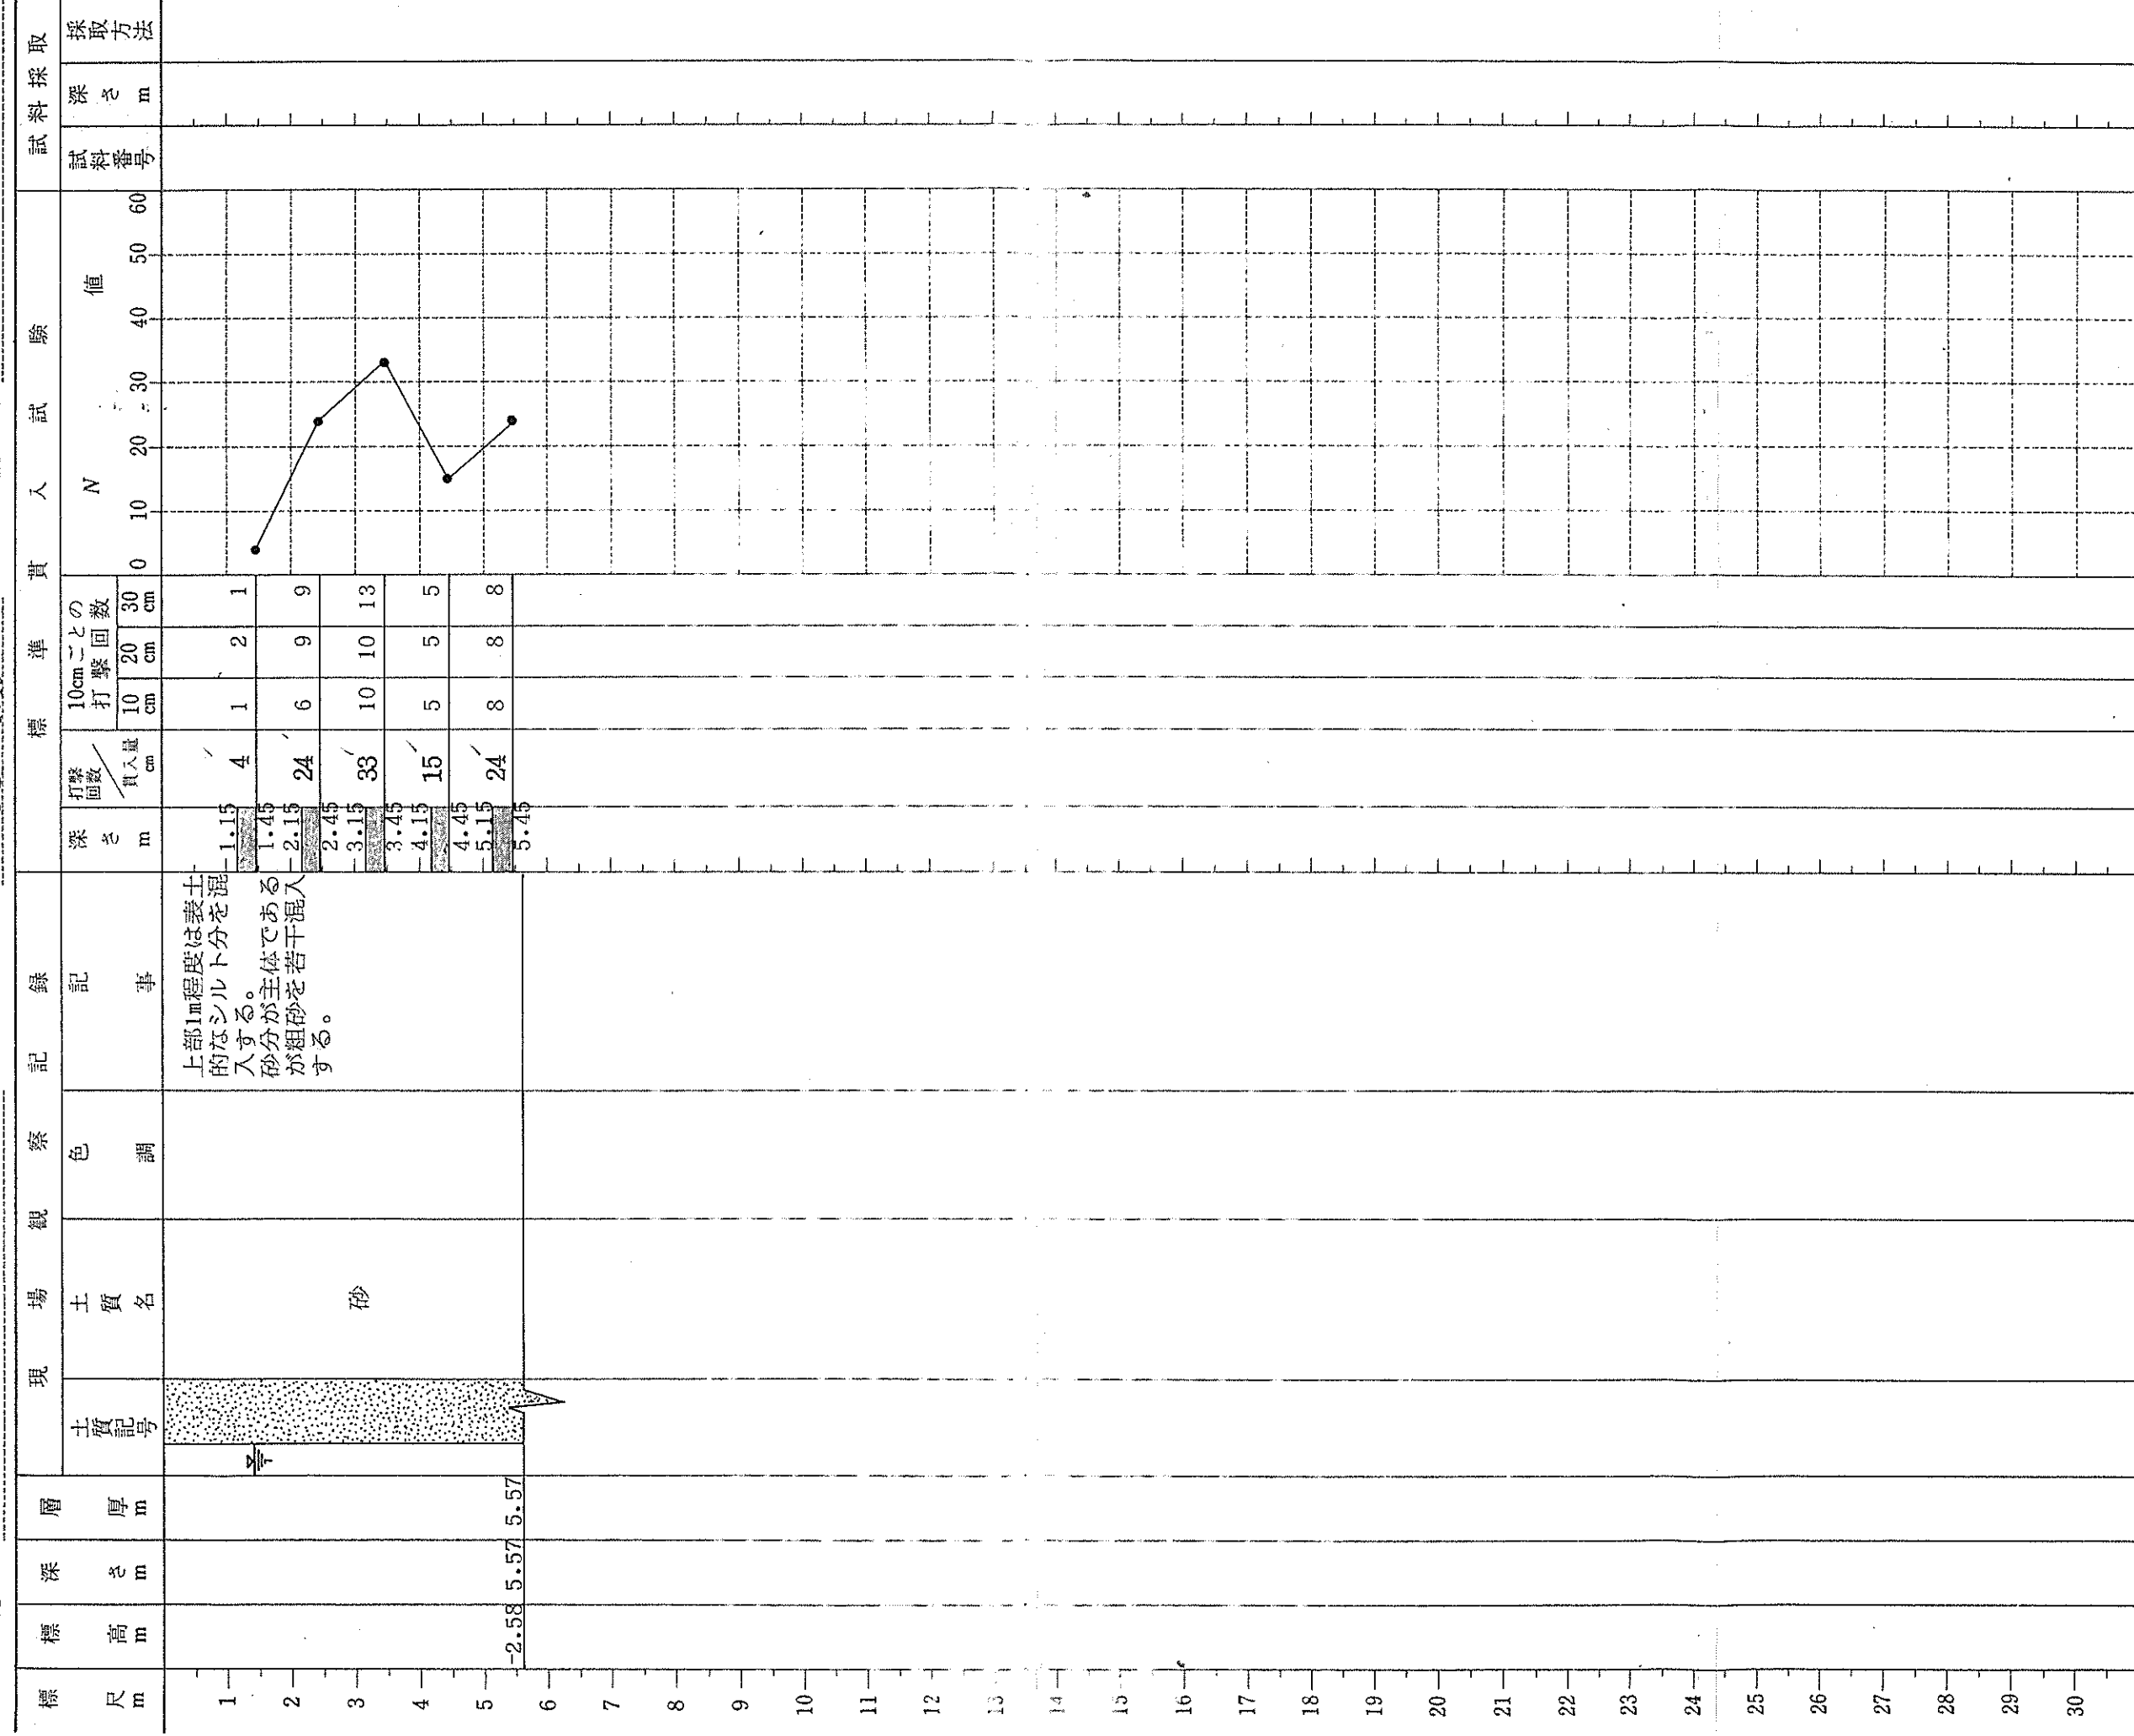 標尺 m
標高 m
深さ m
層厚 m
現場観察記録
土質記号
土質名
色調
記事
標準貫入試験
深さ m
打撃回数/貫入量 cm
10cmごとの打撃回数
10 cm
20 cm
30 cm
N 値
0 10 20 30 40 50 60
試料採取
試料番号
深さ m
採取方法
-2.58 5.57 5.57
砂
上部1m程度は表土
的なシルト分を混
入する。
砂分が主体である
が粗砂を若干混入
する。
1.15
1.45
4 1 2 1
2.15
2.45
24 6 9 9
3.15
3.45
33 10 10 13
4.15
4.45
15 5 5 5
5.15
5.45
24 8 8 8
1
2
3
4
5
6
7
8
9
10
11
12
13
14
15
16
17
18
19
20
21
22
23
24
25
26
27
28
29
30